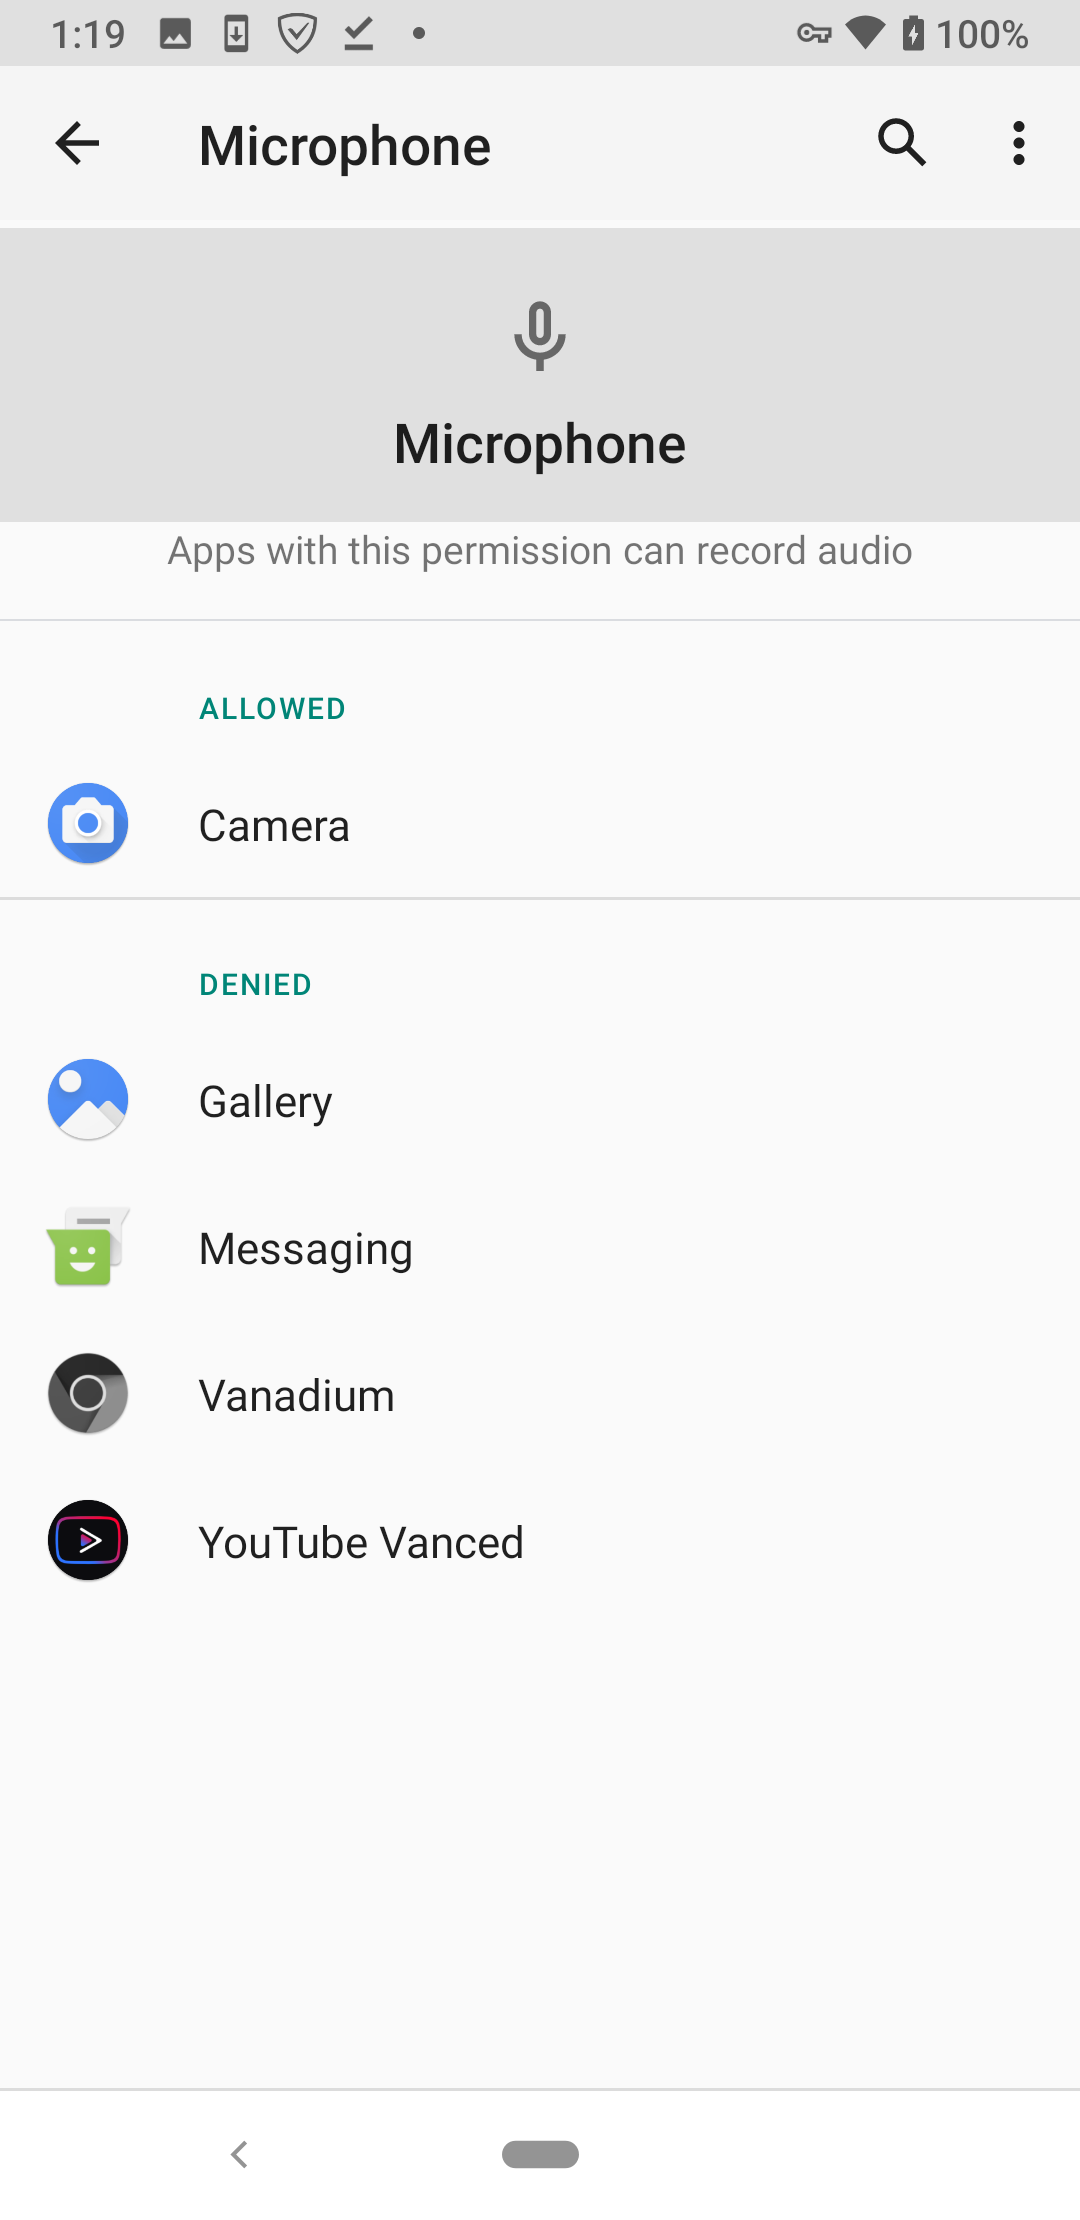 1:19 100%
Microphone
Microphone
Apps with this permission can record audio
ALLOWED
Camera
DENIED
Gallery
Messaging
Vanadium
YouTube Vanced